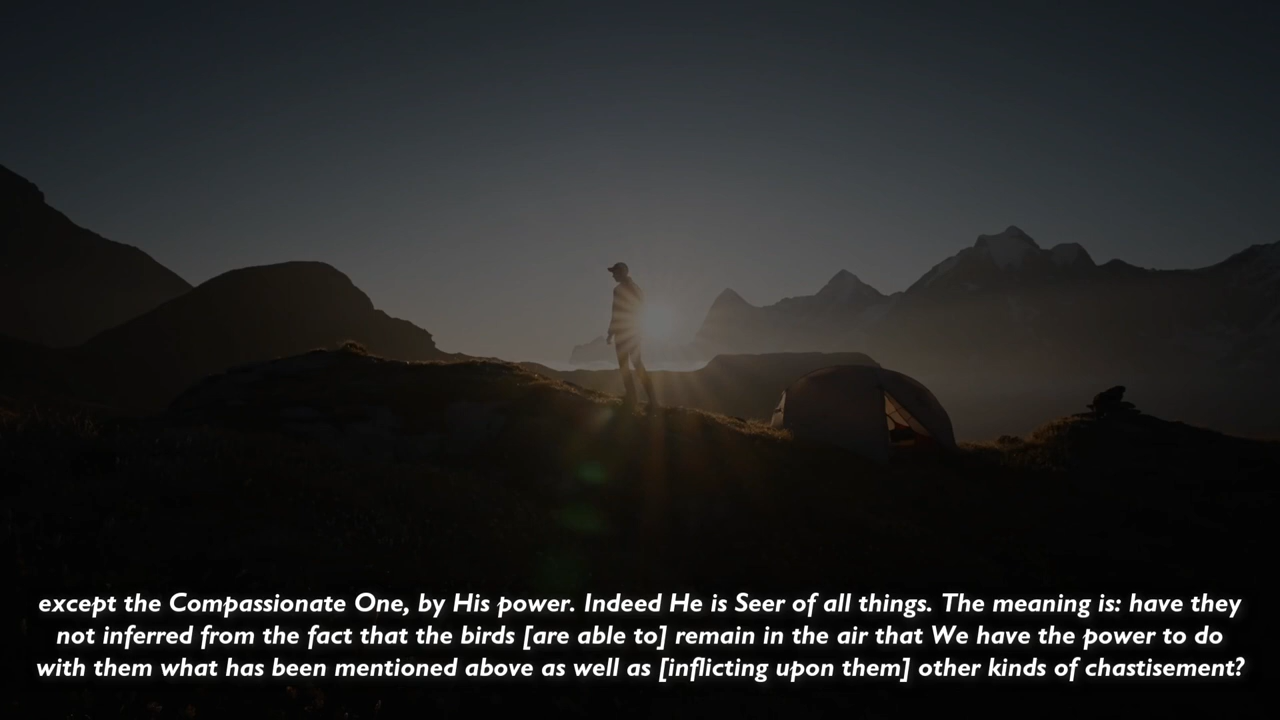 except the Compassionate One, by His power. Indeed He is Seer of all things. The meaning is: have they
not inferred from the fact that the birds [are able to] remain in the air that We have the power to do
with them what has been mentioned above as well as [inflicting upon them] other kinds of chastisement?